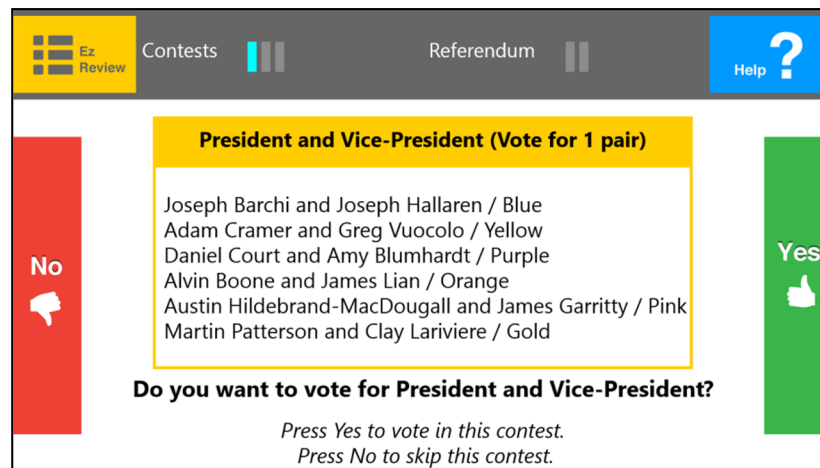 Ez
Review
Contests
Referendum
Help ?
President and Vice-President (Vote for 1 pair)
Joseph Barchi and Joseph Hallaren / Blue
Adam Cramer and Greg Vuocolo / Yellow
Daniel Court and Amy Blumhardt / Purple
Alvin Boone and James Lian / Orange
Austin Hildebrand-MacDougall and James Garritty / Pink
Martin Patterson and Clay Lariviere / Gold
No
Yes
Do you want to vote for President and Vice-President?
Press Yes to vote in this contest.
Press No to skip this contest.